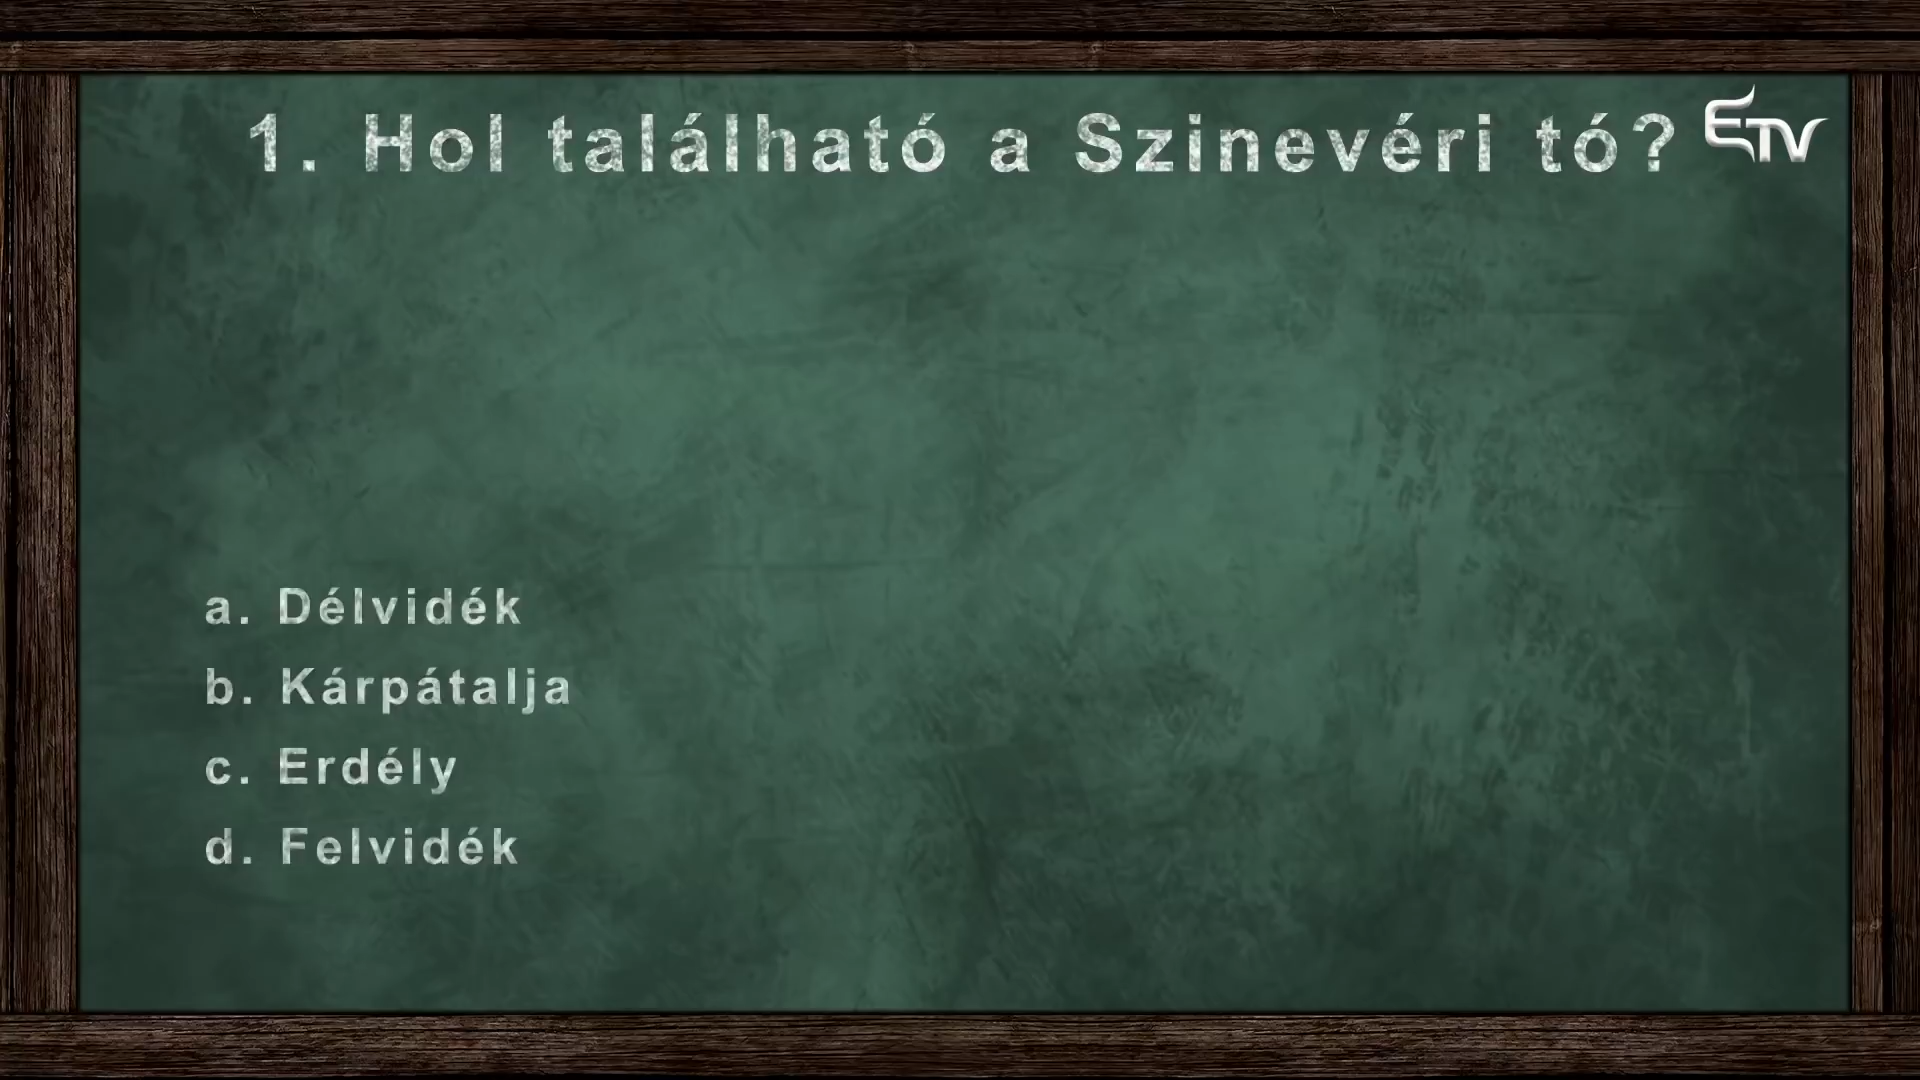 1. Hol található a Szinevéri tó?
ETV
a. Délvidék
b. Kárpátalja
c. Erdély
d. Felvidék